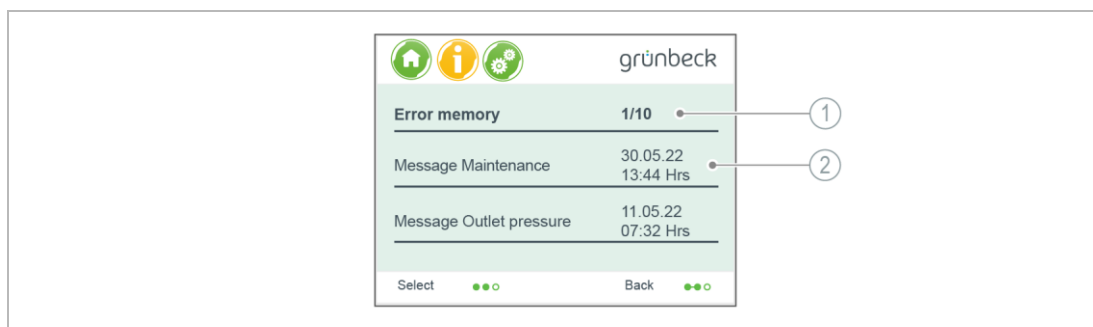 grünbeck
Error memory 1/10
1
Message Maintenance 30.05.22
13:44 Hrs
2
Message Outlet pressure 11.05.22
07:32 Hrs
Select Back